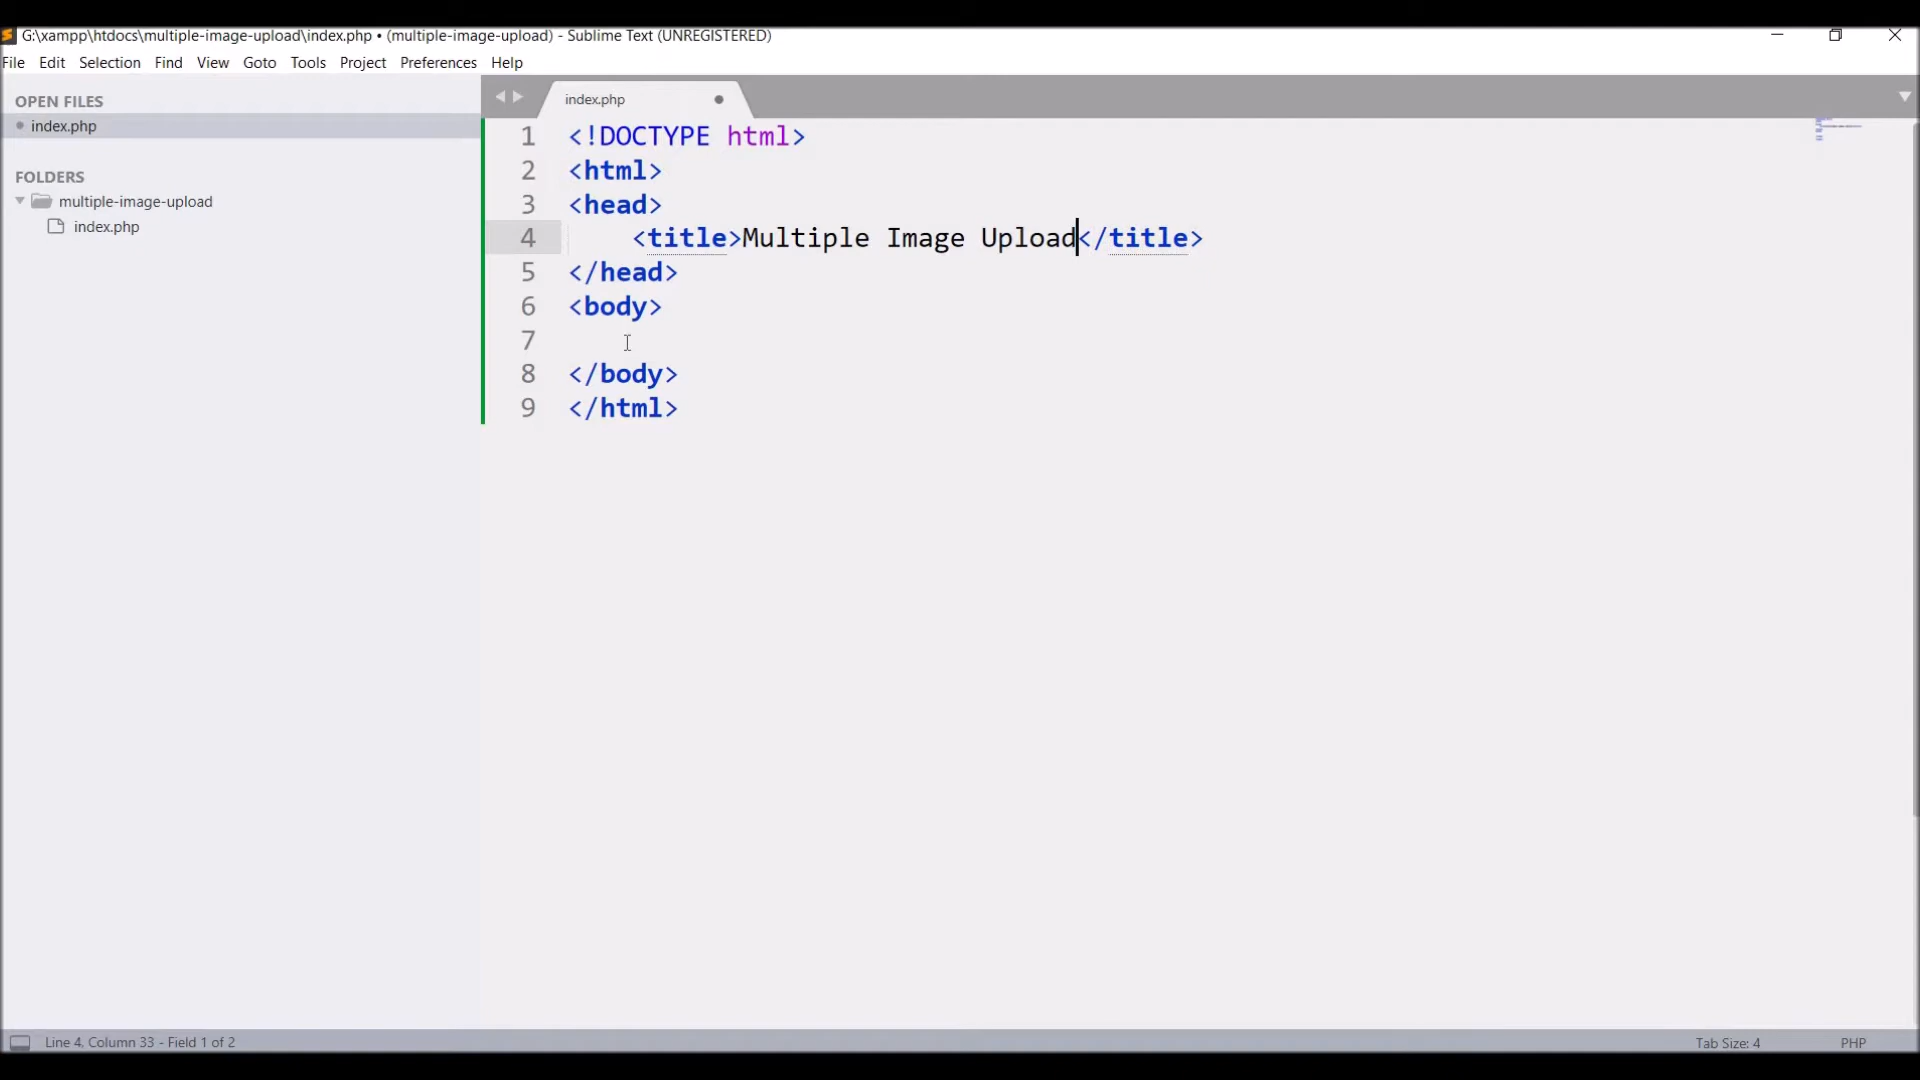 G:\xampp\htdocs\multiple-image-upload\index.php • (multiple-image-upload) - Sublime Text (UNREGISTERED)
File Edit Selection Find View Goto Tools Project Preferences Help
OPEN FILES
index.php
FOLDERS
multiple-image-upload
index.php
index.php
1 <!DOCTYPE html>
2 <html>
3 <head>
4 <title>Multiple Image Upload</title>
5 </head>
6 <body>
7
8 </body>
9 </html>
Line 4, Column 33 - Field 1 of 2
Tab Size: 4
PHP